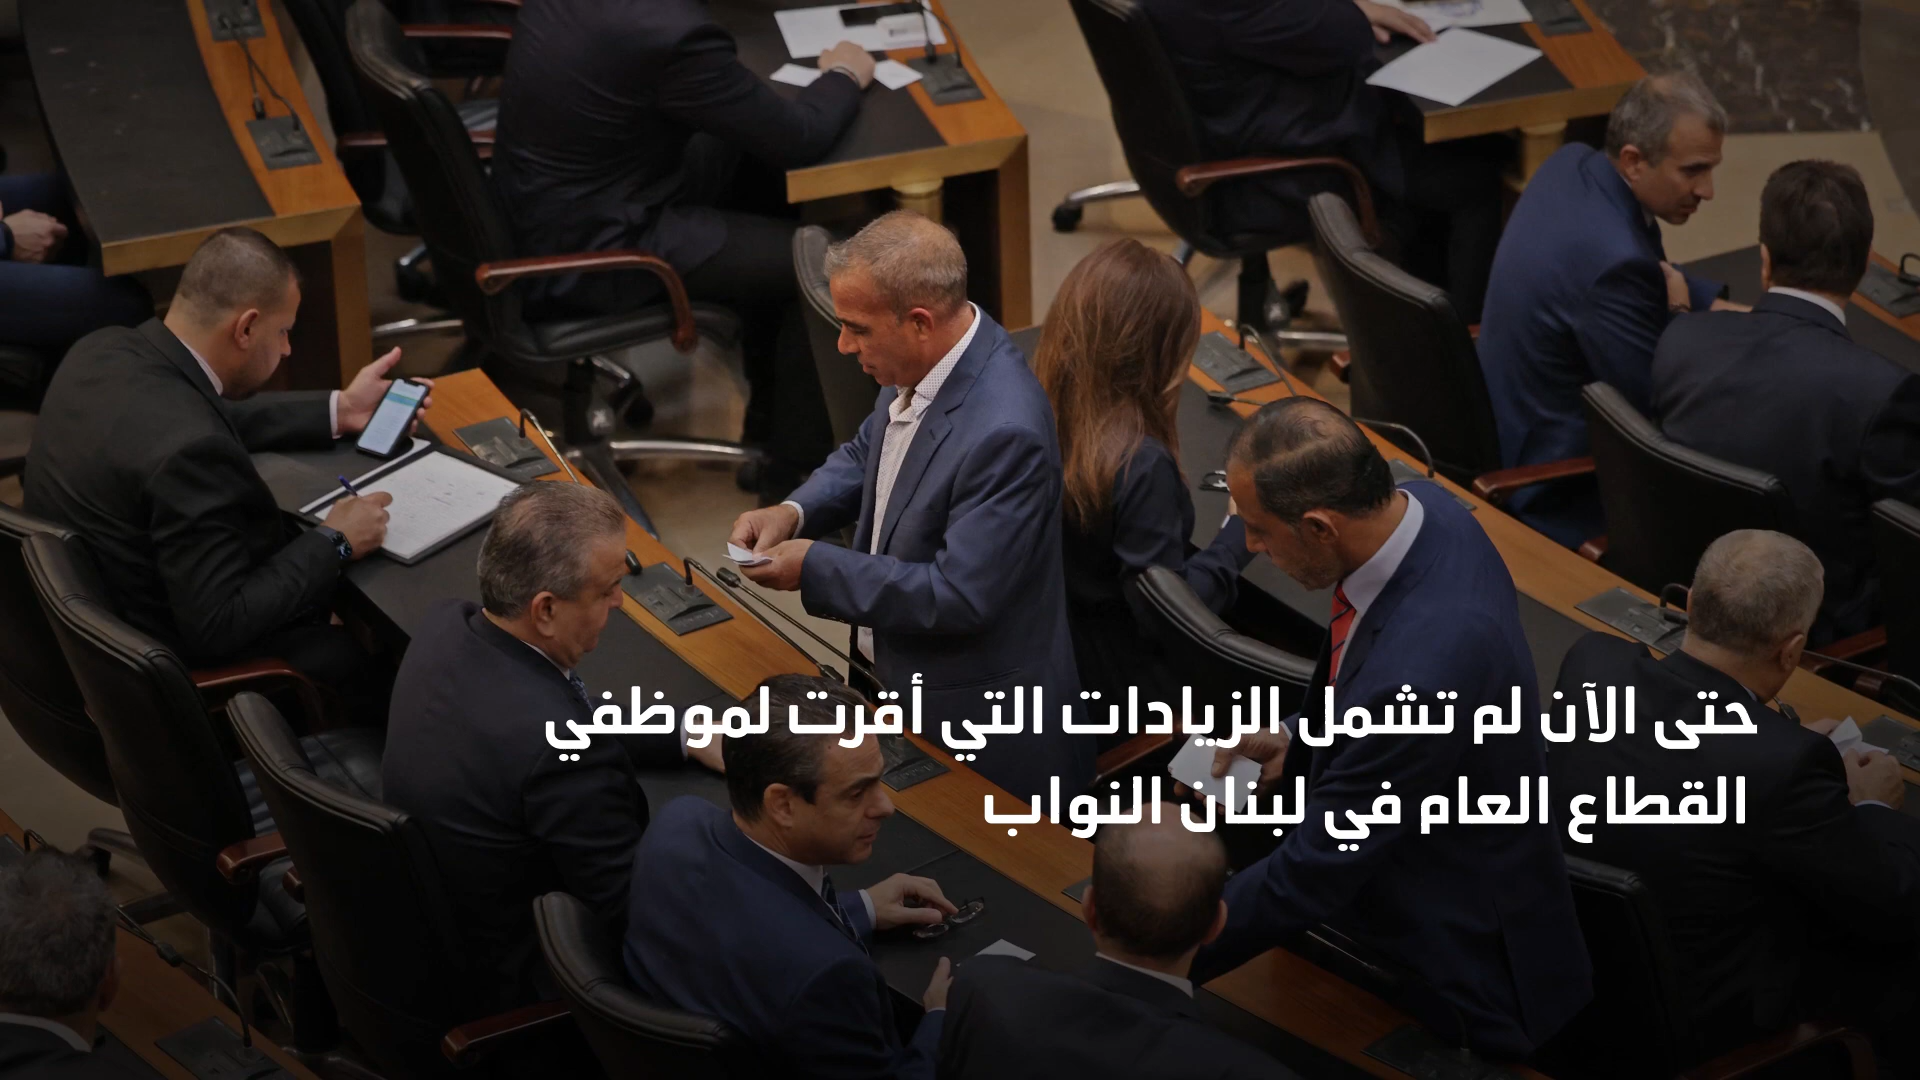 حتى الآن لم تشمل الزيادات التي أقرت لموظفي
القطاع العام في لبنان النواب